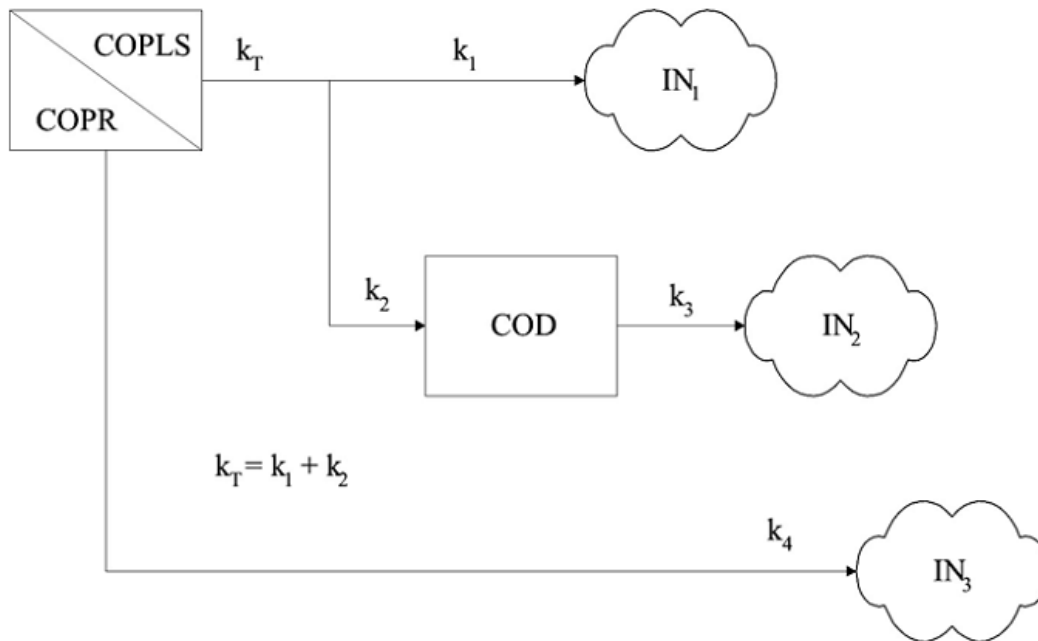 COPLS
COPR
k_T
k_1
IN_1
k_2
COD
k_3
IN_2
k_T = k_1 + k_2
k_4
IN_3